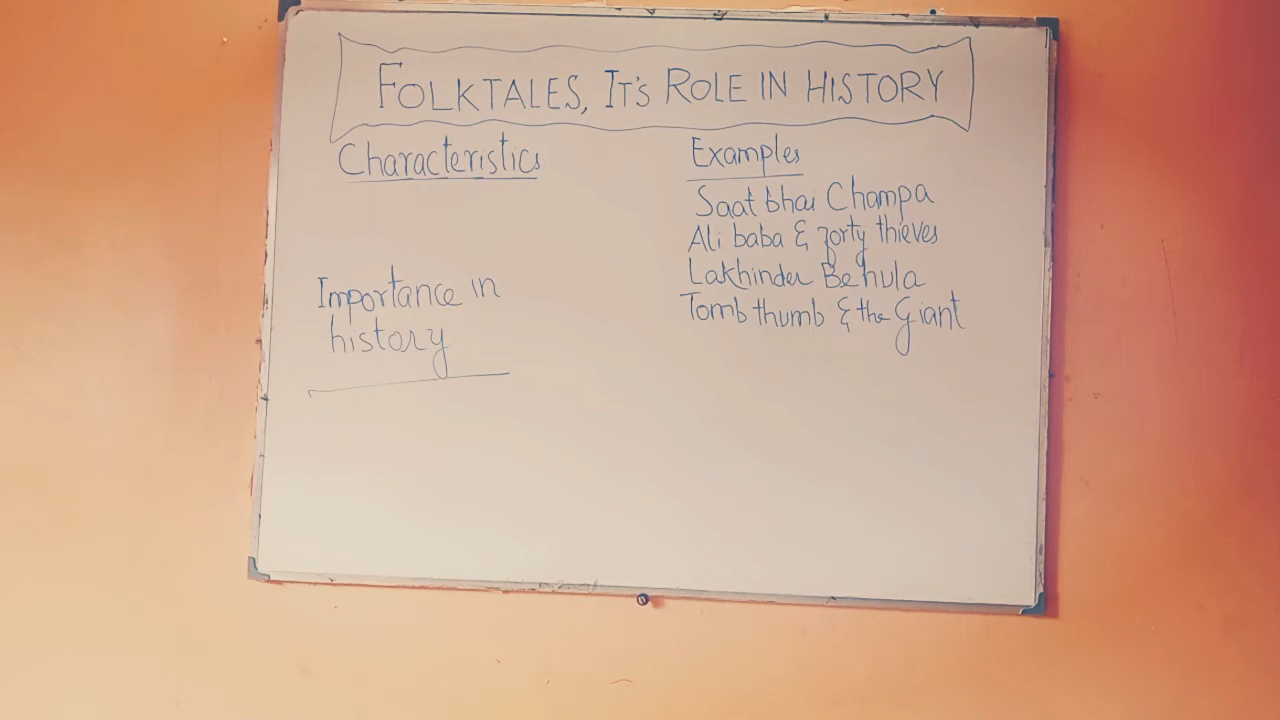 FOLKTALES, IT'S ROLE IN HISTORY
Characteristics
Importance in
history
Examples
Saat bhai Champa
Ali baba & forty thieves
Lakhinder Behula
Tomb thumb & the Giant